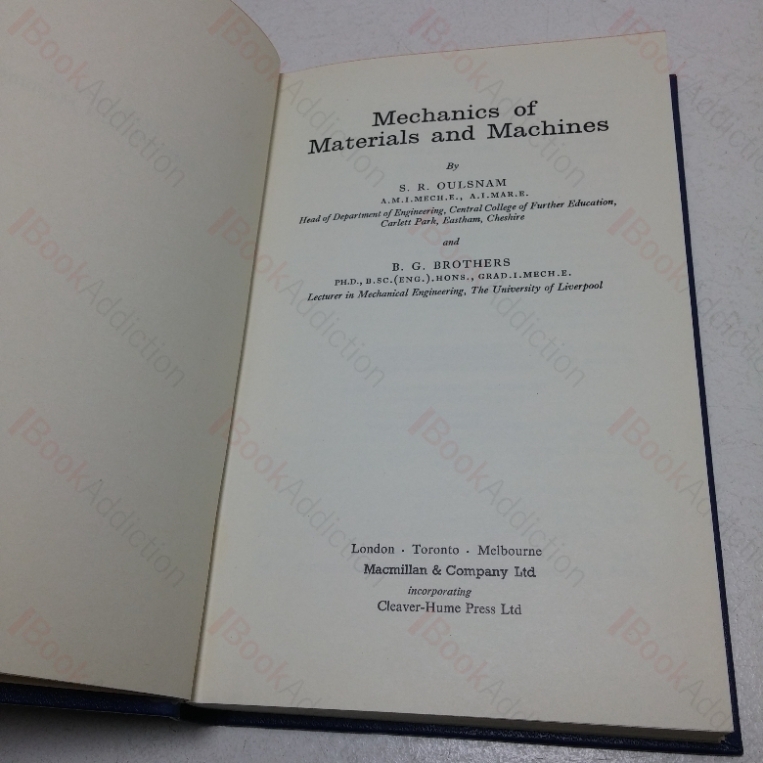 Mechanics of
Materials and Machines
By
S. R. OULSNAM
A.M.I.MECH.E., A.I.MAR.E.
Head of Department of Engineering, Central College of Further Education,
Carlett Park, Eastham, Cheshire
and
B. G. BROTHERS
PH.D., B.SC.(ENG.).HONS., GRAD.I.MECH.E.
Lecturer in Mechanical Engineering, The University of Liverpool
London · Toronto · Melbourne
Macmillan & Company Ltd
incorporating
Cleaver-Hume Press Ltd
BookAddiction